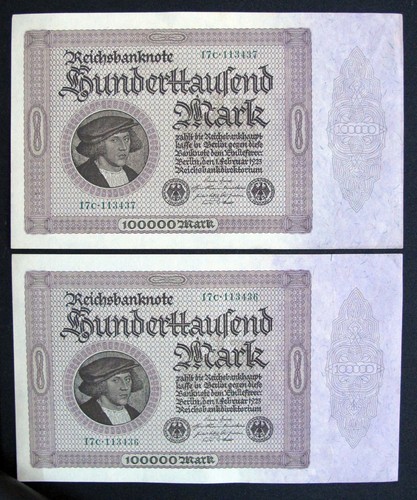 Reichsbanknote
17C·113437
Hunderttausend
Mark
zahlt die Reichsbankhaupt-
kasse in Berlin gegen diese
Banknote dem Einlieferer.
Berlin, den 1. Februar 1923
Reichsbankdirektorium
17C·113437
100000 Mark
100000
Reichsbanknote
17C·113436
Hunderttausend
Mark
zahlt die Reichsbankhaupt-
kasse in Berlin gegen diese
Banknote dem Einlieferer.
Berlin, den 1. Februar 1923
Reichsbankdirektorium
17C·113436
100000 Mark
100000